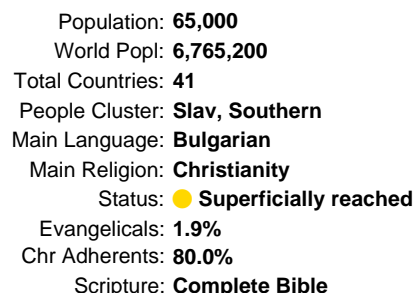 Population: 65,000
World Popl: 6,765,200
Total Countries: 41
People Cluster: Slav, Southern
Main Language: Bulgarian
Main Religion: Christianity
Status: Superficially reached
Evangelicals: 1.9%
Chr Adherents: 80.0%
Scripture: Complete Bible